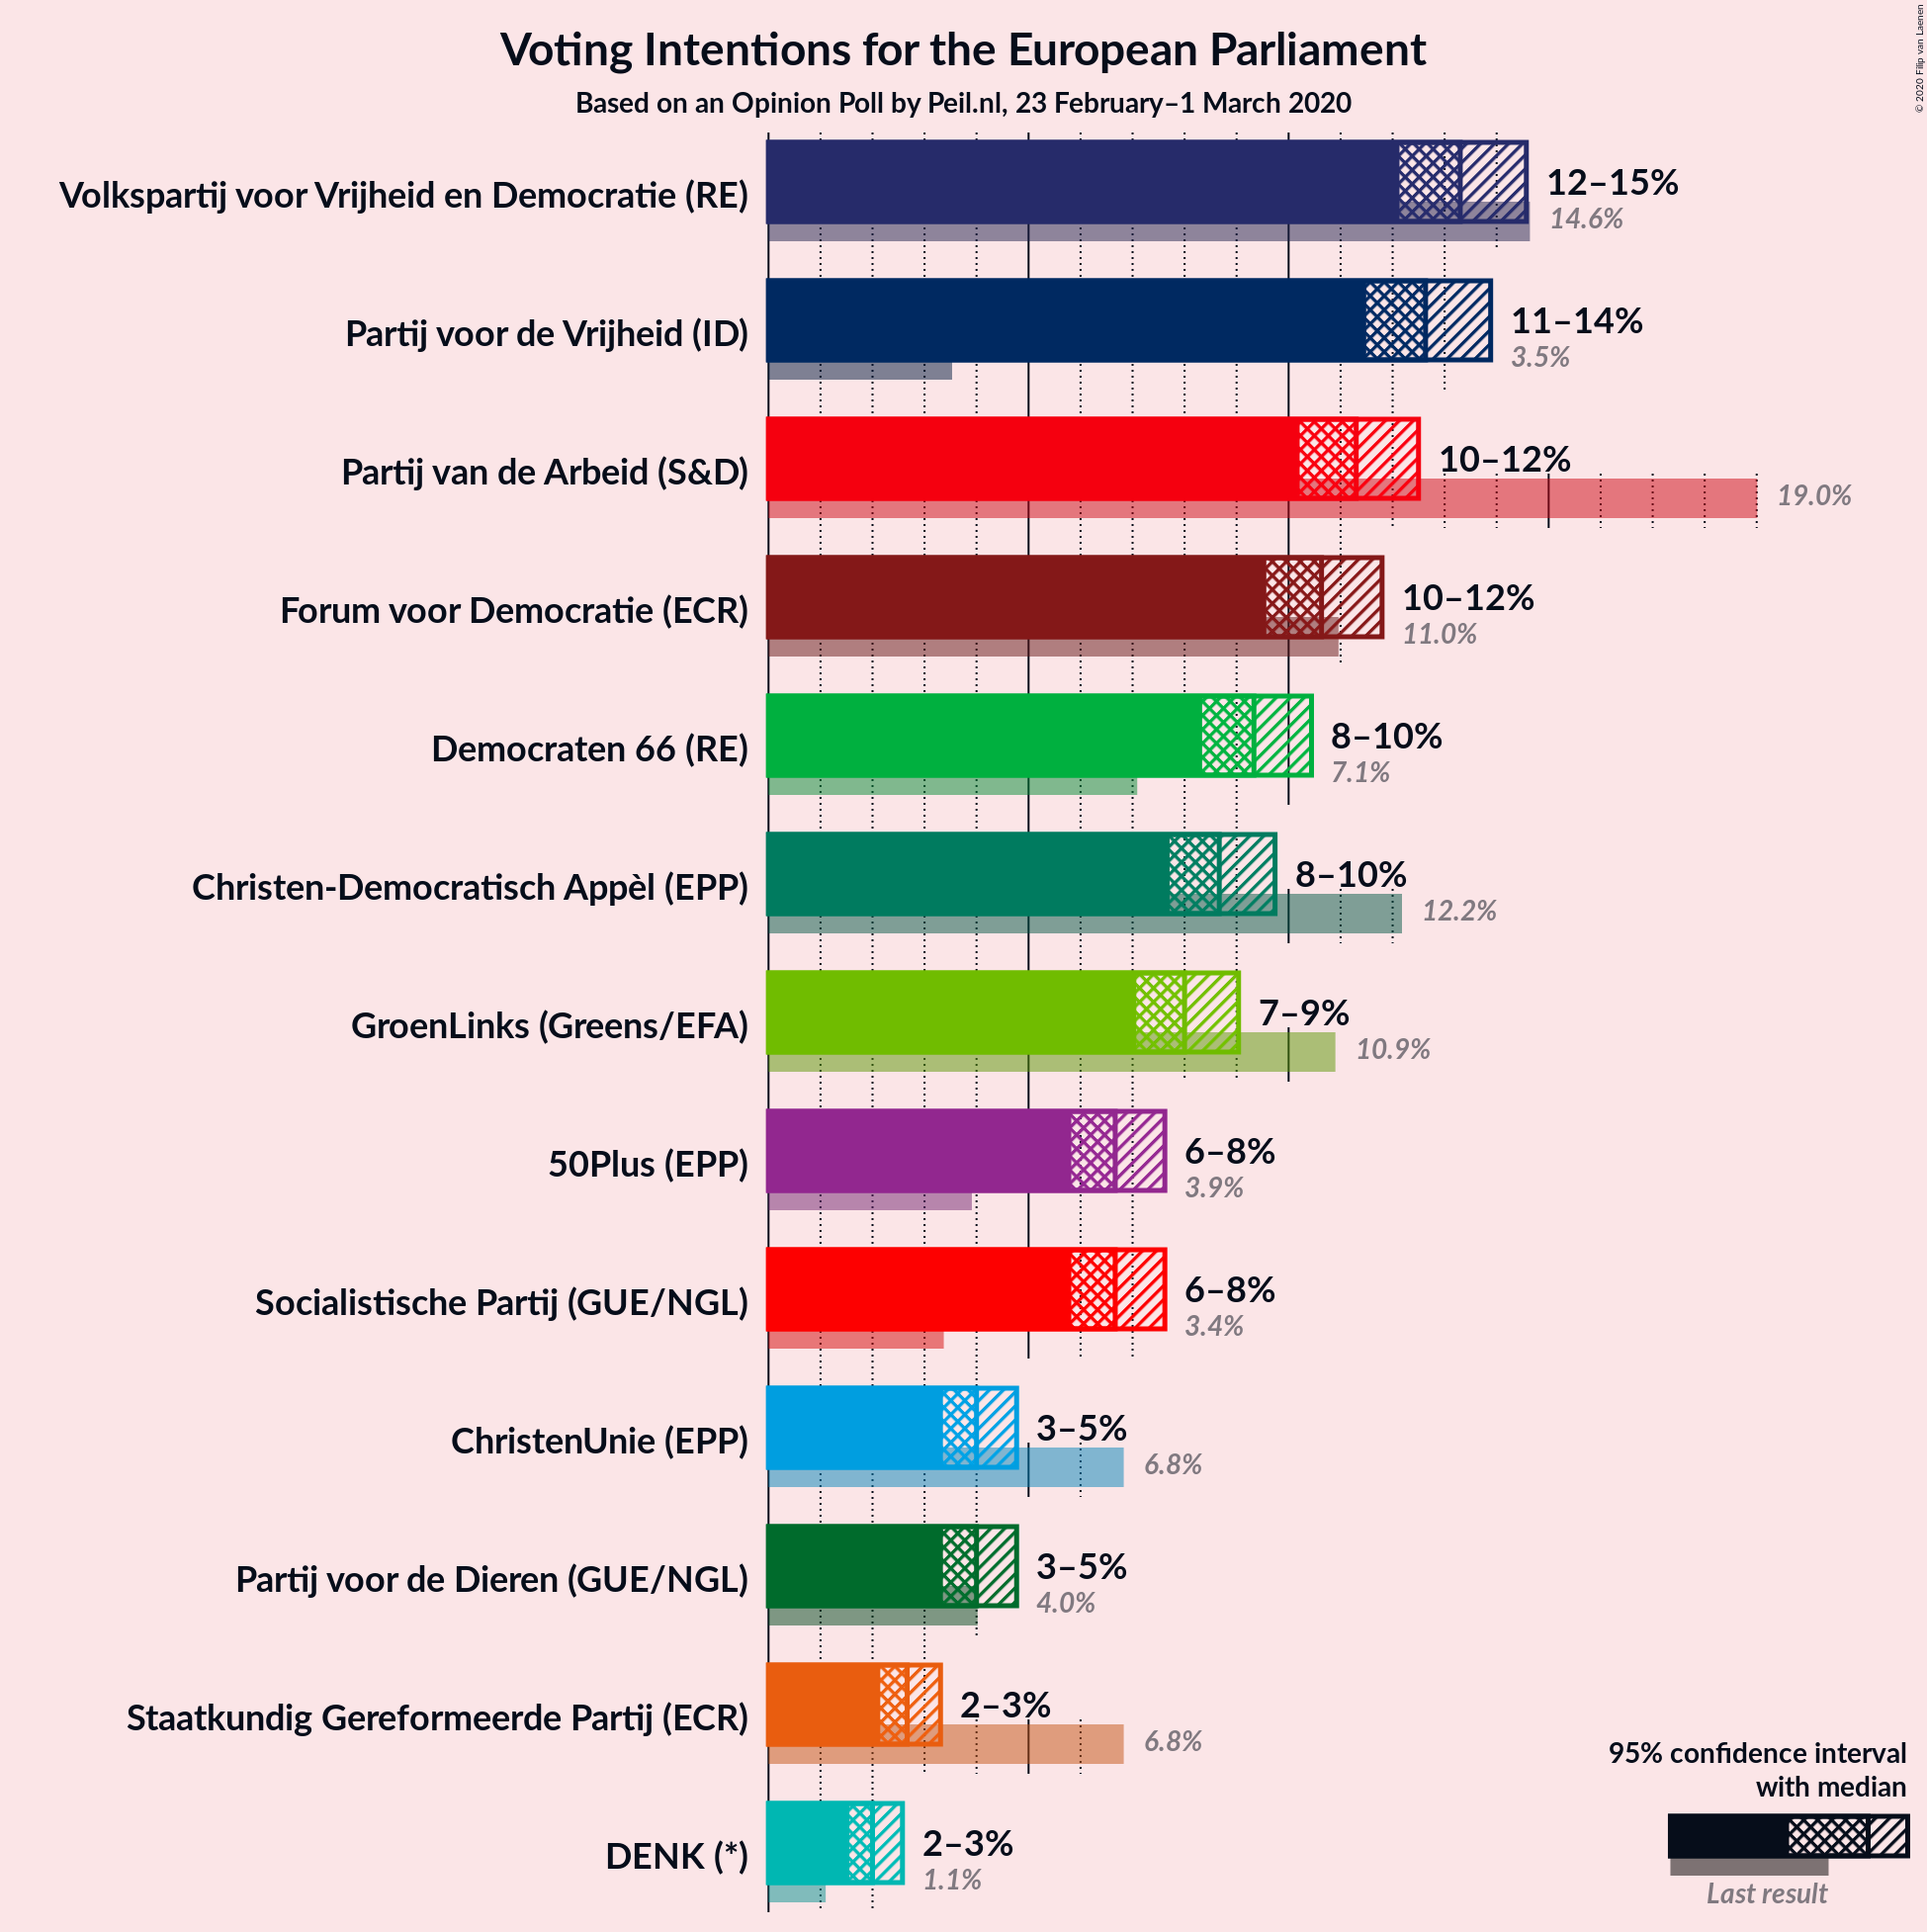 Voting Intentions for the European Parliament
Based on an Opinion Poll by Peil.nl, 23 February–1 March 2020
© 2020 Filip van Laenen
Volkspartij voor Vrijheid en Democratie (RE)
12–15%
14.6%
Partij voor de Vrijheid (ID)
11–14%
3.5%
Partij van de Arbeid (S&D)
10–12%
19.0%
Forum voor Democratie (ECR)
10–12%
11.0%
Democraten 66 (RE)
8–10%
7.1%
Christen-Democratisch Appèl (EPP)
8–10%
12.2%
GroenLinks (Greens/EFA)
7–9%
10.9%
50Plus (EPP)
6–8%
3.9%
Socialistische Partij (GUE/NGL)
6–8%
3.4%
ChristenUnie (EPP)
3–5%
6.8%
Partij voor de Dieren (GUE/NGL)
3–5%
4.0%
Staatkundig Gereformeerde Partij (ECR)
2–3%
6.8%
DENK (*)
2–3%
1.1%
95% confidence interval
with median
Last result